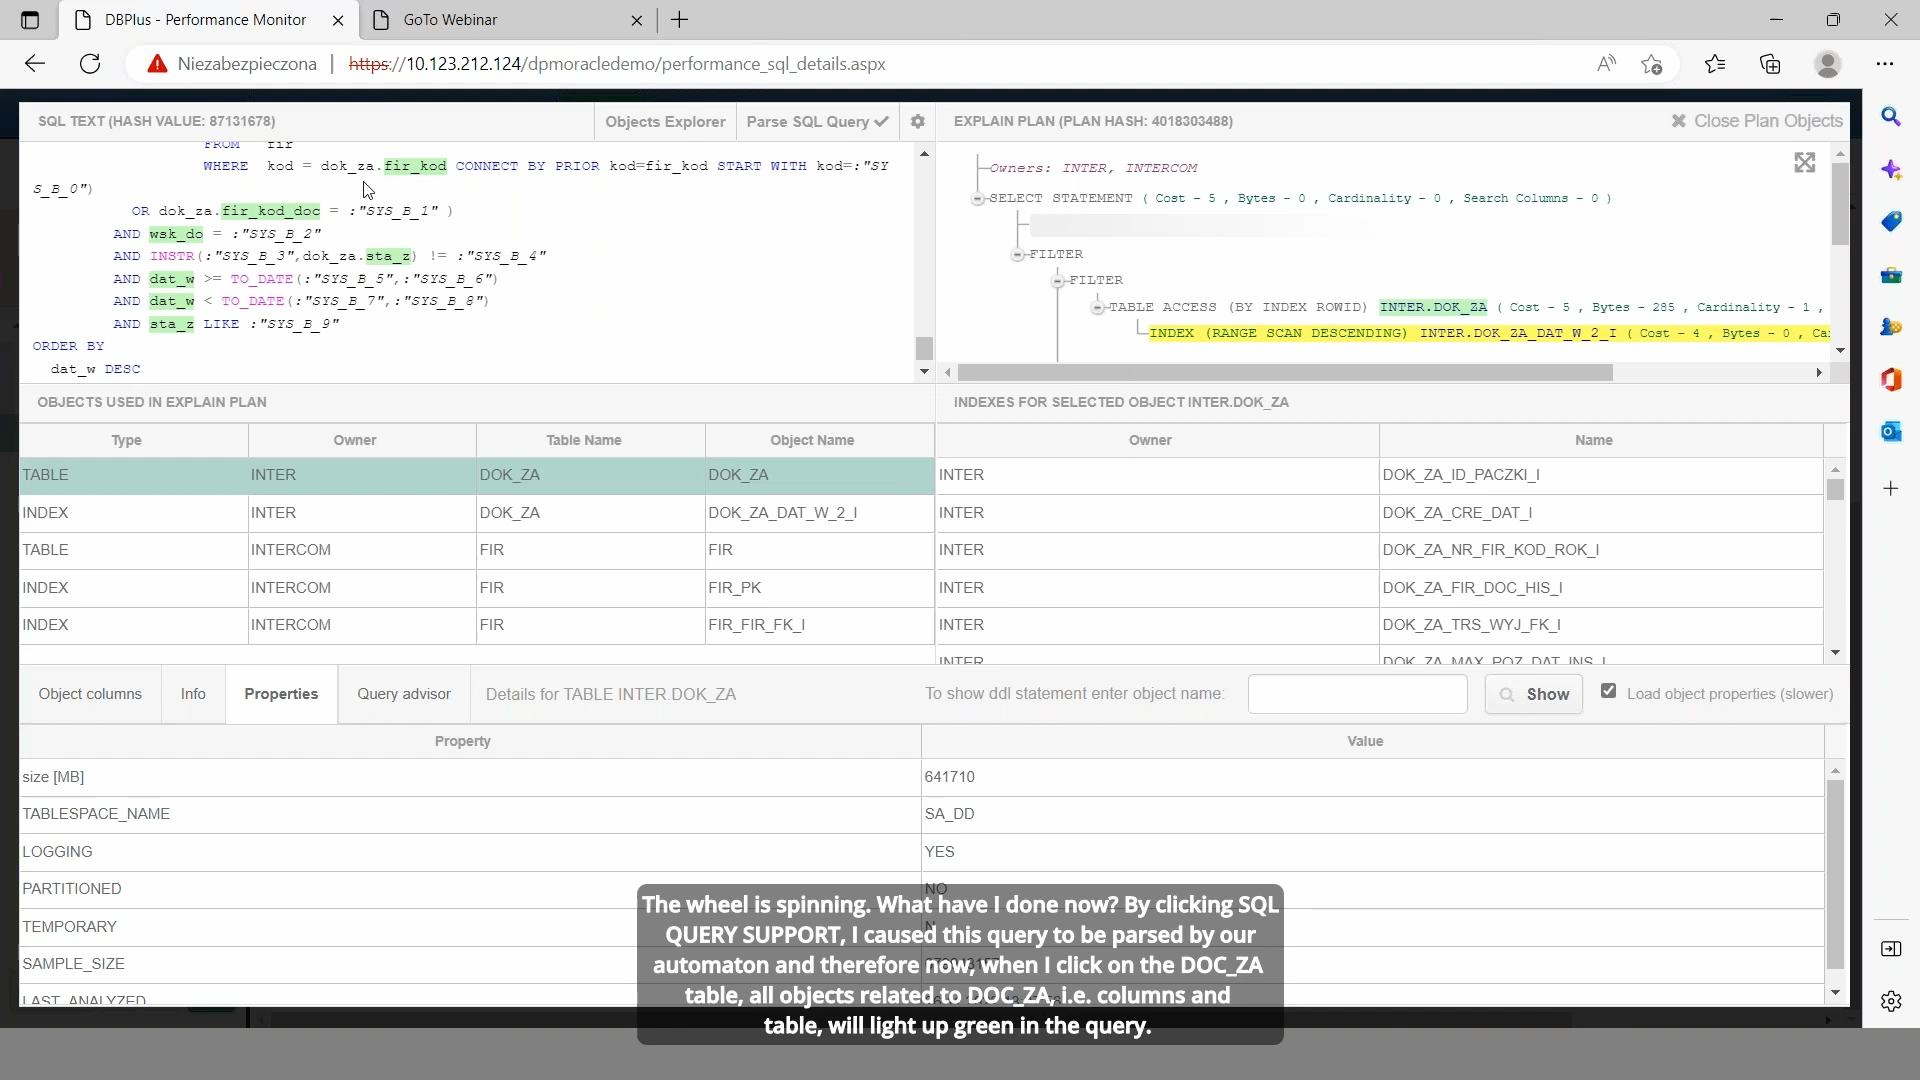 DBPlus - Performance Monitor
GoTo Webinar
Niezabezpieczona
https://10.123.212.124/dpmoracledemo/performance_sql_details.aspx
SQL TEXT (HASH VALUE: 87131678)
Objects Explorer
Parse SQL Query
EXPLAIN PLAN (PLAN HASH: 4018303488)
Close Plan Objects
FROM fir
WHERE kod = dok_za.fir_kod CONNECT BY PRIOR kod=fir_kod START WITH kod=:"SY
S_B_0")
OR dok_za.fir_kod_doc = :"SYS_B_1" )
AND wsk_do = :"SYS_B_2"
AND INSTR(:"SYS_B_3",dok_za.sta_z) != :"SYS_B_4"
AND dat_w >= TO_DATE(:"SYS_B_5",:"SYS_B_6")
AND dat_w < TO_DATE(:"SYS_B_7",:"SYS_B_8")
AND sta_z LIKE :"SYS_B_9"
ORDER BY
dat_w DESC
Owners: INTER, INTERCOM
SELECT STATEMENT ( Cost - 5 , Bytes - 0 , Cardinality - 0 , Search Columns - 0 )
FILTER
FILTER
TABLE ACCESS (BY INDEX ROWID) INTER.DOK_ZA ( Cost - 5 , Bytes - 285 , Cardinality - 1 ,
INDEX (RANGE SCAN DESCENDING) INTER.DOK_ZA_DAT_W_2_I ( Cost - 4 , Bytes - 0 , Ca
OBJECTS USED IN EXPLAIN PLAN
Type Owner Table Name Object Name
TABLE INTER DOK_ZA DOK_ZA
INDEX INTER DOK_ZA DOK_ZA_DAT_W_2_I
TABLE INTERCOM FIR FIR
INDEX INTERCOM FIR FIR_PK
INDEX INTERCOM FIR FIR_FIR_FK_I
INDEXES FOR SELECTED OBJECT INTER.DOK_ZA
Owner Name
INTER DOK_ZA_ID_PACZKI_I
INTER DOK_ZA_CRE_DAT_I
INTER DOK_ZA_NR_FIR_KOD_ROK_I
INTER DOK_ZA_FIR_DOC_HIS_I
INTER DOK_ZA_TRS_WYJ_FK_I
INTER DOK_ZA_MAX_POZ_DAT_INS_I
Object columns
Info
Properties
Query advisor
Details for TABLE INTER.DOK_ZA
To show ddl statement enter object name:
Show
Load object properties (slower)
Property Value
size [MB] 641710
TABLESPACE_NAME SA_DD
LOGGING YES
PARTITIONED NO
TEMPORARY N
SAMPLE_SIZE
LAST_ANALYZED
The wheel is spinning. What have I done now? By clicking SQL
QUERY SUPPORT, I caused this query to be parsed by our
automaton and therefore now, when I click on the DOC_ZA
table, all objects related to DOC_ZA, i.e. columns and
table, will light up green in the query.